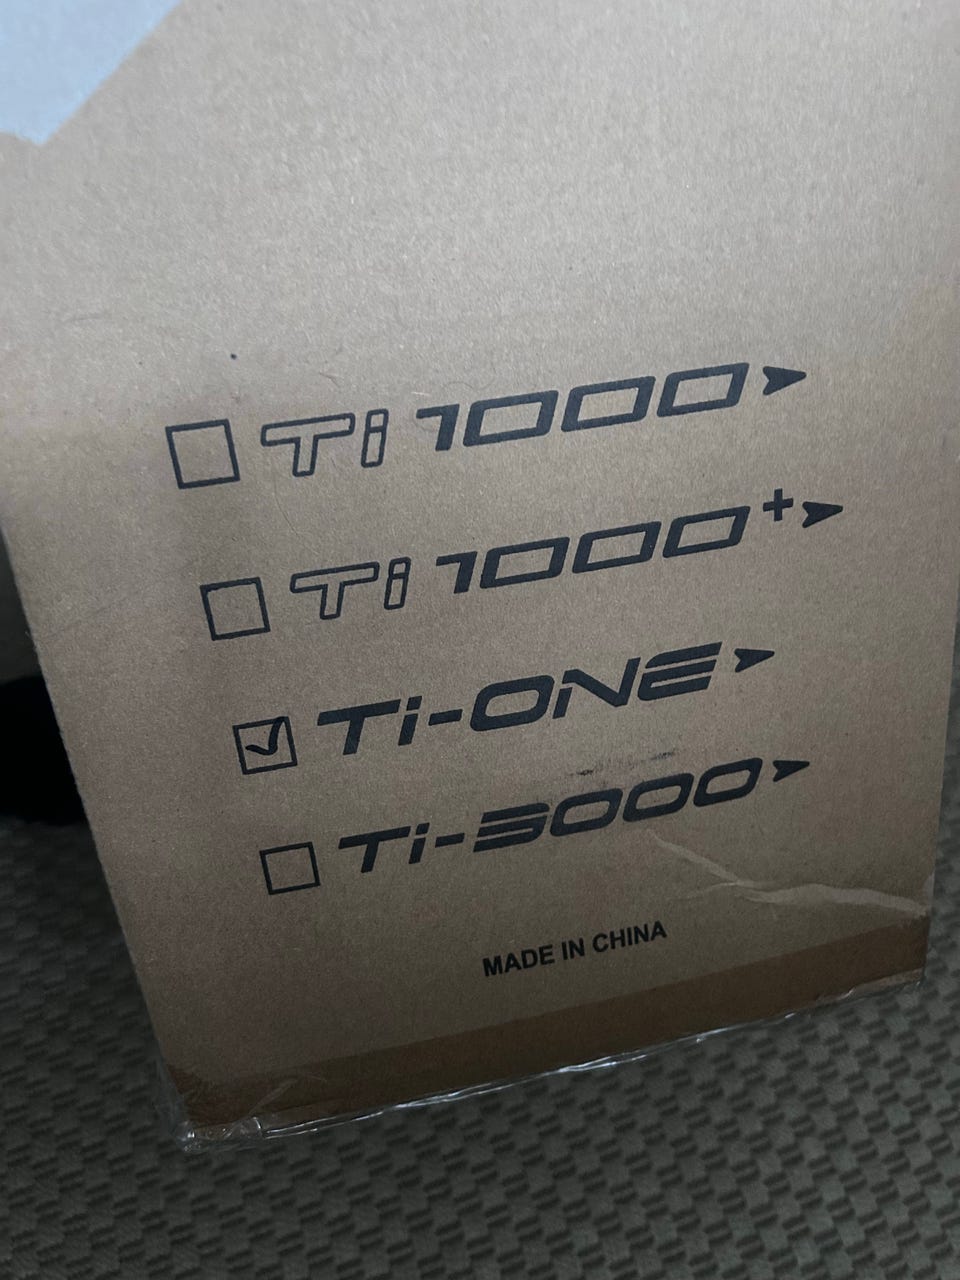 Ti 1000
Ti 1000+
Ti-ONE
Ti-5000
MADE IN CHINA